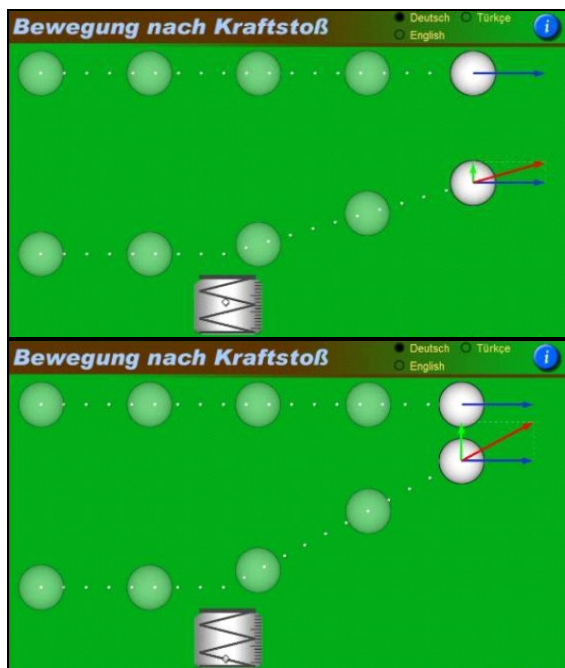 Bewegung nach Kraftstoß
Deutsch Türkçe
English
i
Bewegung nach Kraftstoß
Deutsch Türkçe
English
i